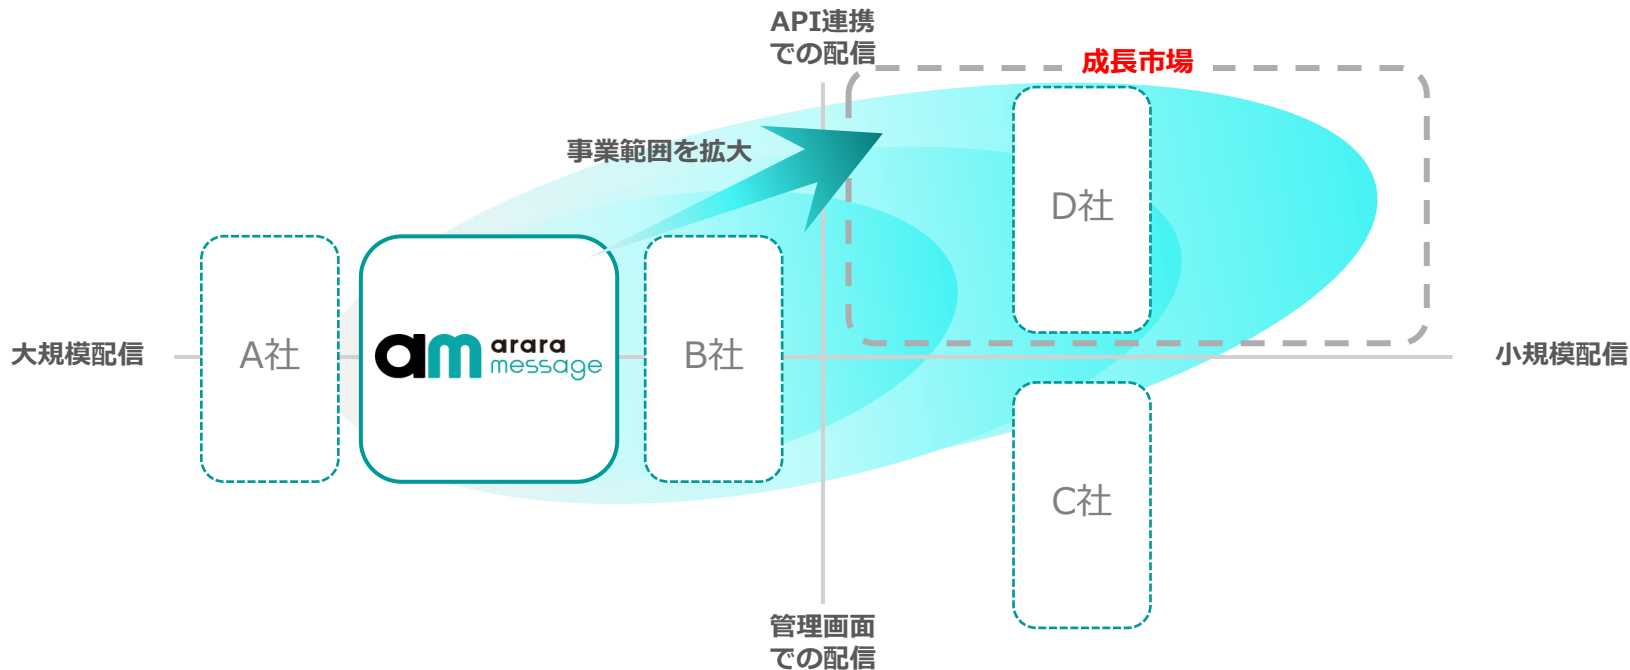 API連携
での配信
成長市場
事業範囲を拡大
D社
大規模配信
A社
am arara
message
B社
小規模配信
C社
管理画面
での配信